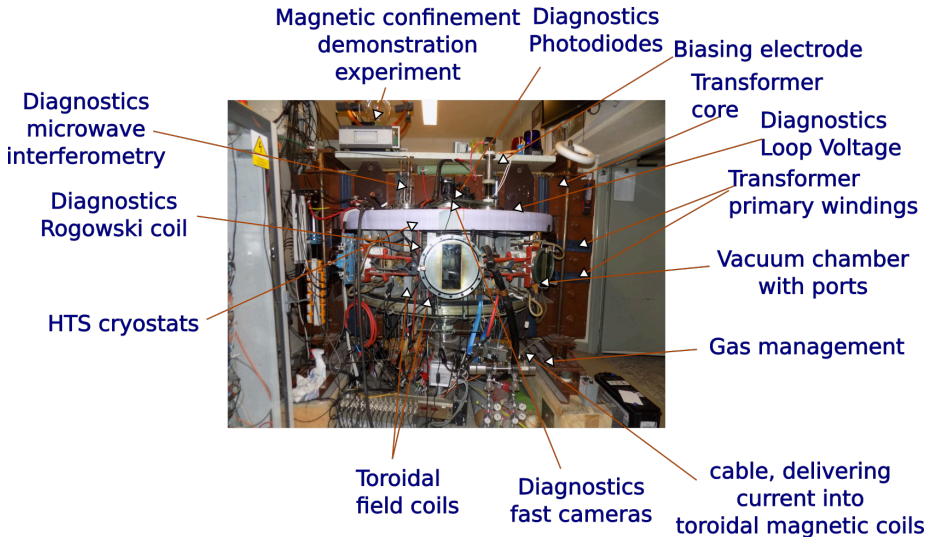 Magnetic confinement
demonstration
experiment
Diagnostics
Photodiodes
Biasing electrode
Transformer
core
Diagnostics
microwave
interferometry
Diagnostics
Loop Voltage
Transformer
primary windings
Diagnostics
Rogowski coil
Vacuum chamber
with ports
HTS cryostats
Gas management
Toroidal
field coils
Diagnostics
fast cameras
cable, delivering
current into
toroidal magnetic coils